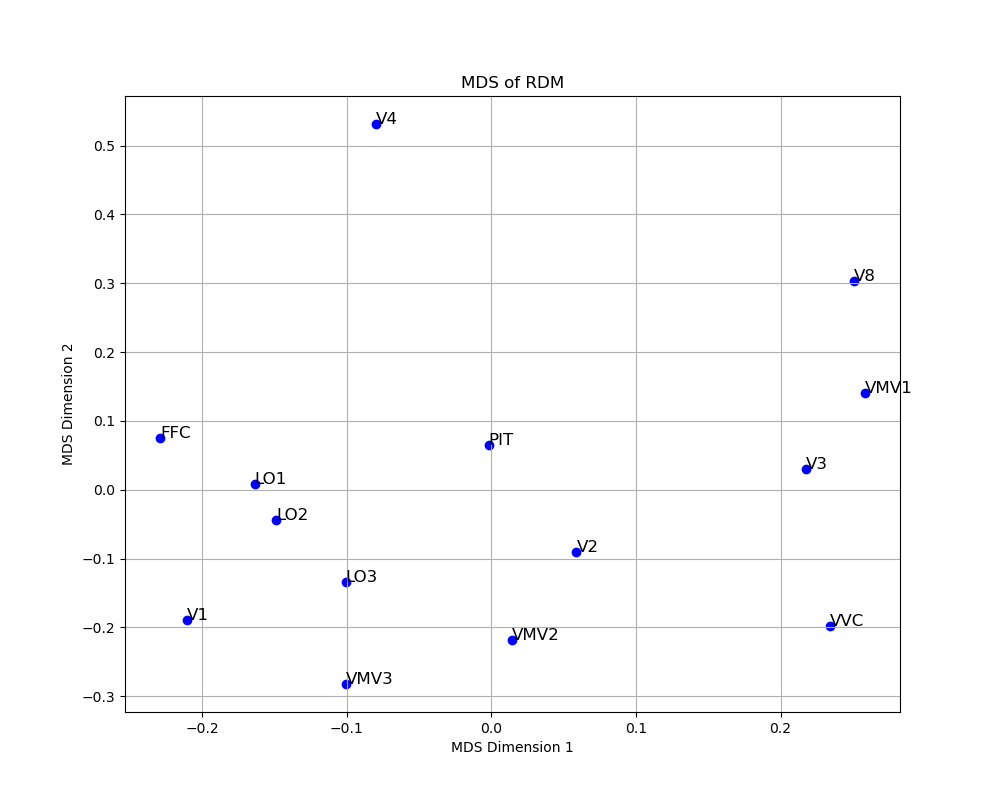 MDS of RDM
V4
V8
VMV1
FFC
PIT
V3
LO1
LO2
V2
LO3
V1
VVC
VMV2
VMV3
0.5
0.4
0.3
0.2
0.1
0.0
−0.1
−0.2
−0.3
MDS Dimension 2
−0.2
−0.1
0.0
0.1
0.2
MDS Dimension 1